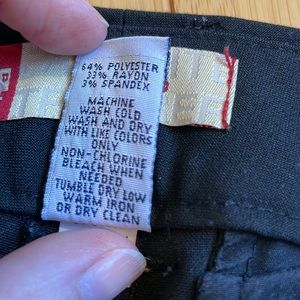 64% POLYESTER
33% RAYON
3% SPANDEX
MACHINE
WASH COLD
WASH AND DRY
WITH LIKE COLORS
ONLY
NON-CHLORINE
BLEACH WHEN
NEEDED
TUMBLE DRY LOW
WARM IRON
OR DRY CLEAN